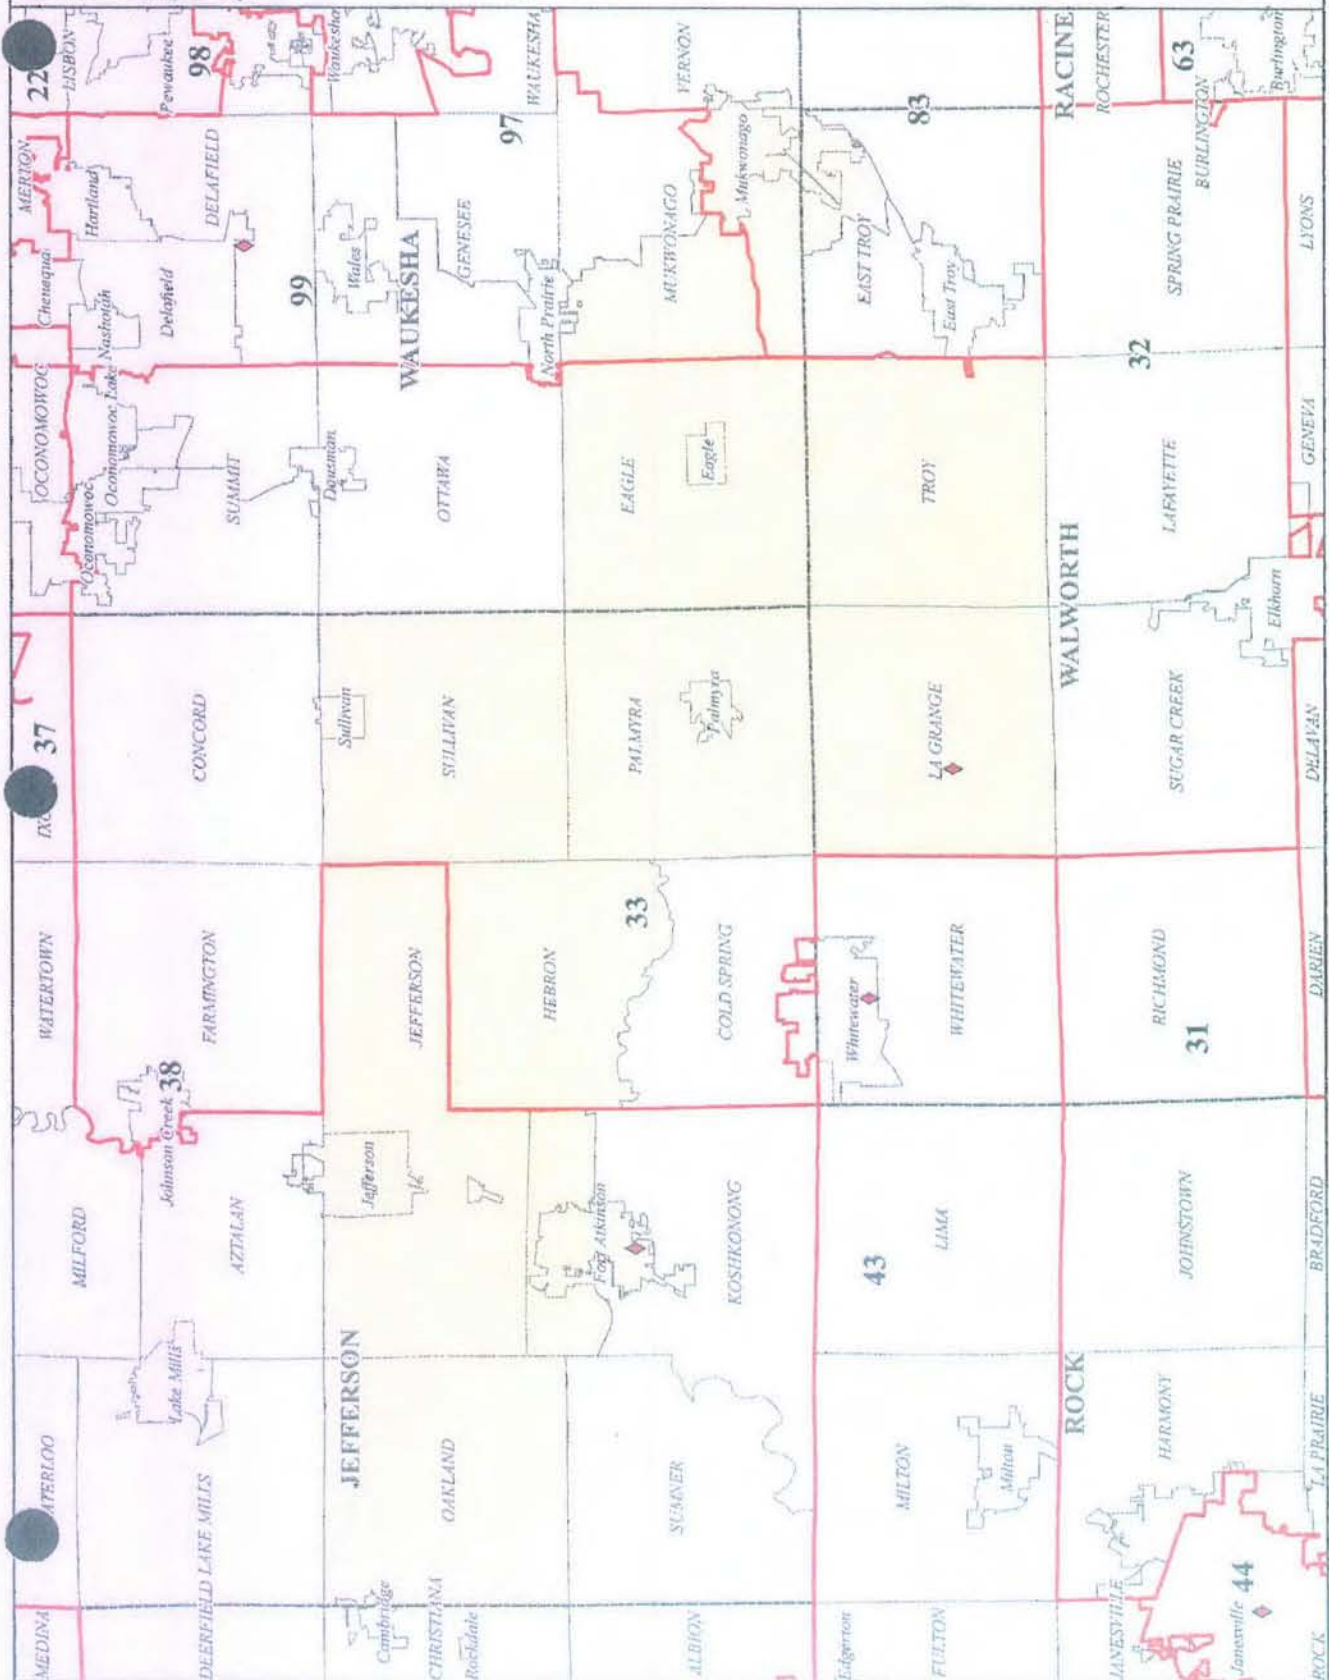 MEDINA
ATERLOO
WATERTOWN
37
OCONOMOWOC
Chenequa
MERTON
22
LISBON
MILFORD
Oconomowoc
Oconomowoc Lake
Nashotah
Hartland
Lake Mills
Johnson Creek
38
Delafield
Pewaukee
98
DEERFIELD
LAKE MILLS
AZTALAN
FARMINGTON
CONCORD
SUMMIT
DELAFIELD
99
Cambridge
JEFFERSON
Jefferson
Sullivan
Dousman
Wales
Waukesha
CHRISTIANA
OAKLAND
JEFFERSON
SULLIVAN
OTTAWA
WAUKESHA
GENESEE
Rockdale
HEBRON
North Prairie
97
WAUKESHA
Fort Atkinson
33
PALMYRA
EAGLE
MUKWONAGO
VERNON
ALBION
SUMNER
KOSHKONONG
COLD SPRING
Palmyra
Eagle
Mukwonago
Edgerton
43
Whitewater
EAST TROY
83
FULTON
MILTON
LIMA
WHITEWATER
LA GRANGE
TROY
East Troy
Milton
ROCK
WALWORTH
RACINE
JANESVILLE
HARMONY
JOHNSTOWN
RICHMOND
SUGAR CREEK
LAFAYETTE
32
SPRING PRAIRIE
ROCHESTER
31
BURLINGTON
63
Janesville
44
Elkhorn
Burlington
ROCK
LA PRAIRIE
BRADFORD
DARIEN
DELAVAN
GENEVA
LYONS